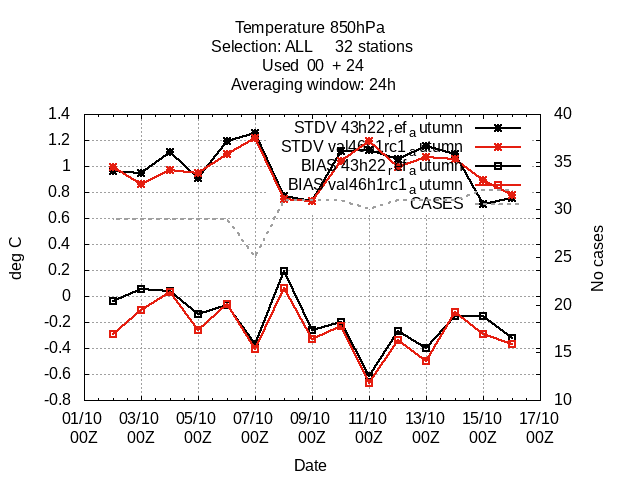 Temperature 850hPa
Selection: ALL 32 stations
Used 00 + 24
Averaging window: 24h
STDV 43h22ref_autumn
STDV val46h1rc1_autumn
BIAS 43h22ref_autumn
BIAS val46h1rc1_autumn
CASES
1.4
1.2
1
0.8
0.6
0.4
0.2
0
-0.2
-0.4
-0.6
-0.8
deg C
40
35
30
25
20
15
10
No cases
01/10 03/10 05/10 07/10 09/10 11/10 13/10 15/10 17/10
00Z 00Z 00Z 00Z 00Z 00Z 00Z 00Z 00Z
Date